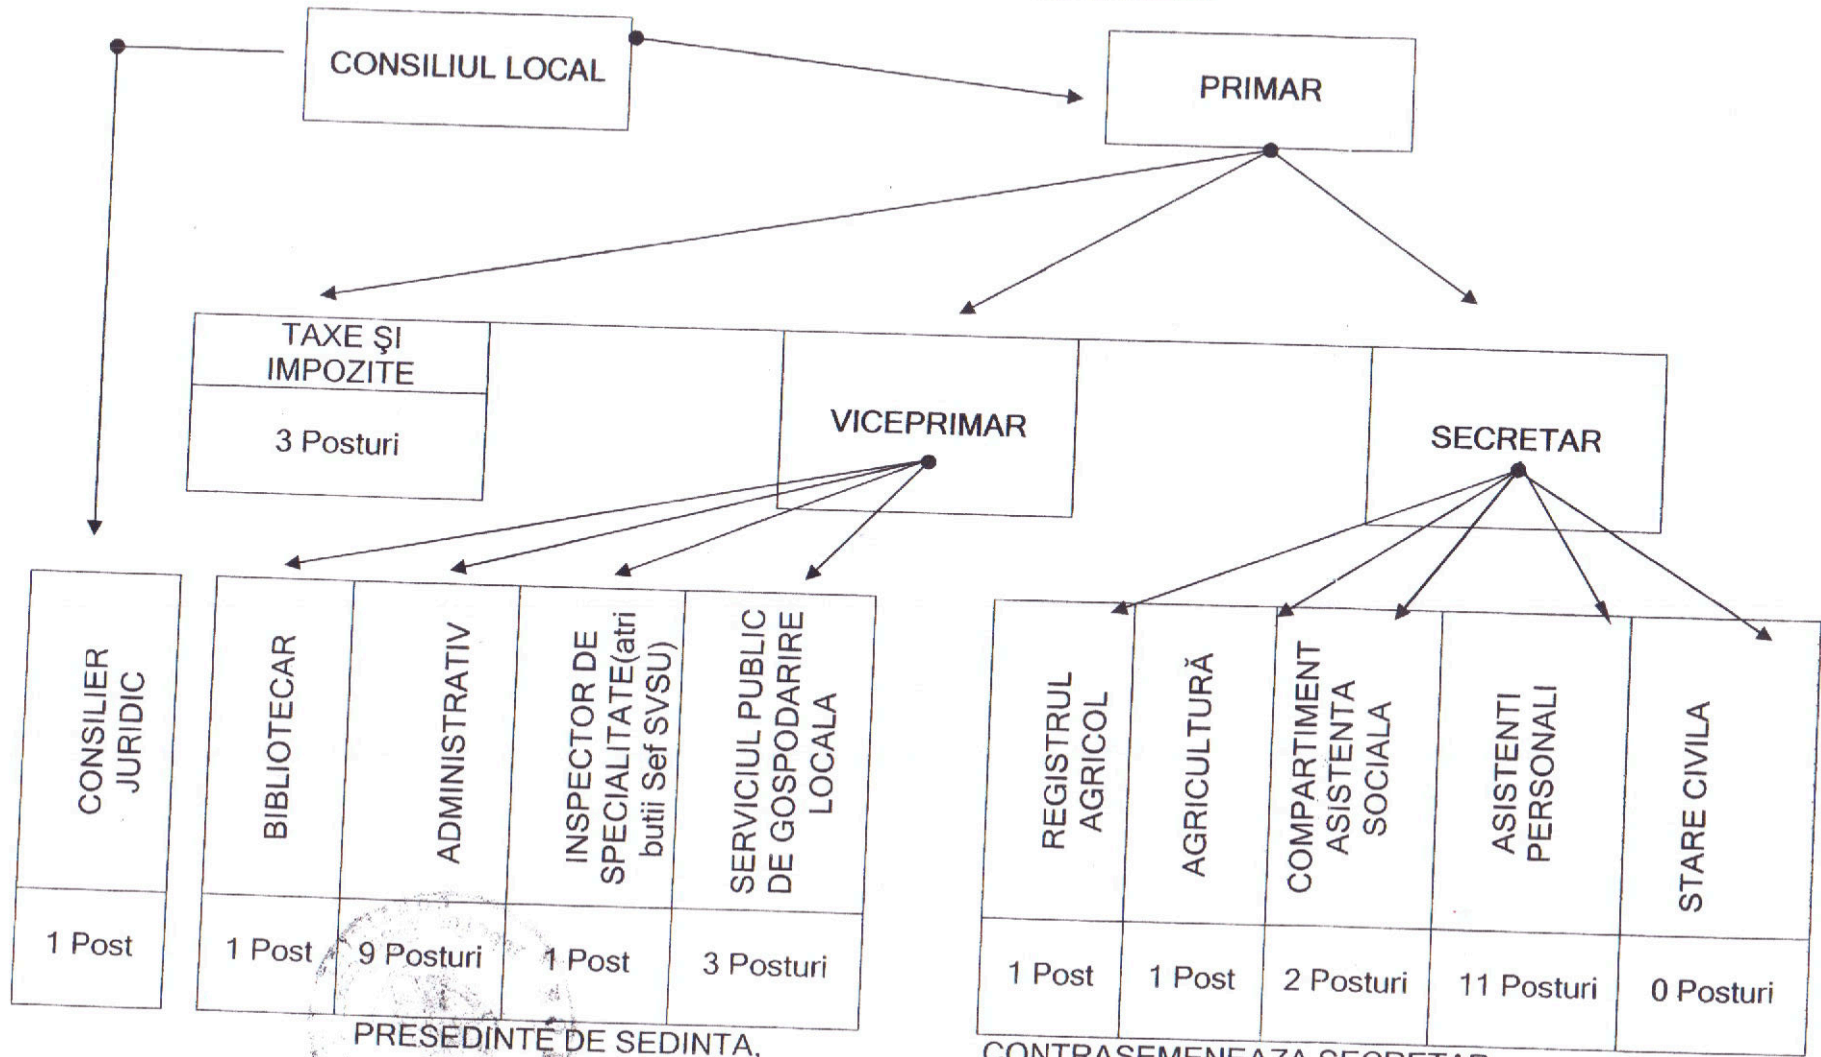 CONSILIUL LOCAL
PRIMAR
TAXE ŞI
IMPOZITE
3 Posturi
VICEPRIMAR
SECRETAR
CONSILIER
JURIDIC
BIBLIOTECAR
ADMINISTRATIV
INSPECTOR DE
SPECIALITATE(atri
butii Sef SVSU)
SERVICIUL PUBLIC
DE GOSPODARIRE
LOCALA
REGISTRUL
AGRICOL
AGRICULTURĂ
COMPARTIMENT
ASISTENTA
SOCIALA
ASISTENTI
PERSONALI
STARE CIVILA
1 Post
1 Post
9 Posturi
1 Post
3 Posturi
1 Post
1 Post
2 Posturi
11 Posturi
0 Posturi
PRESEDINTE DE SEDINTA,
CONTRASEMENEAZA SECRETAR